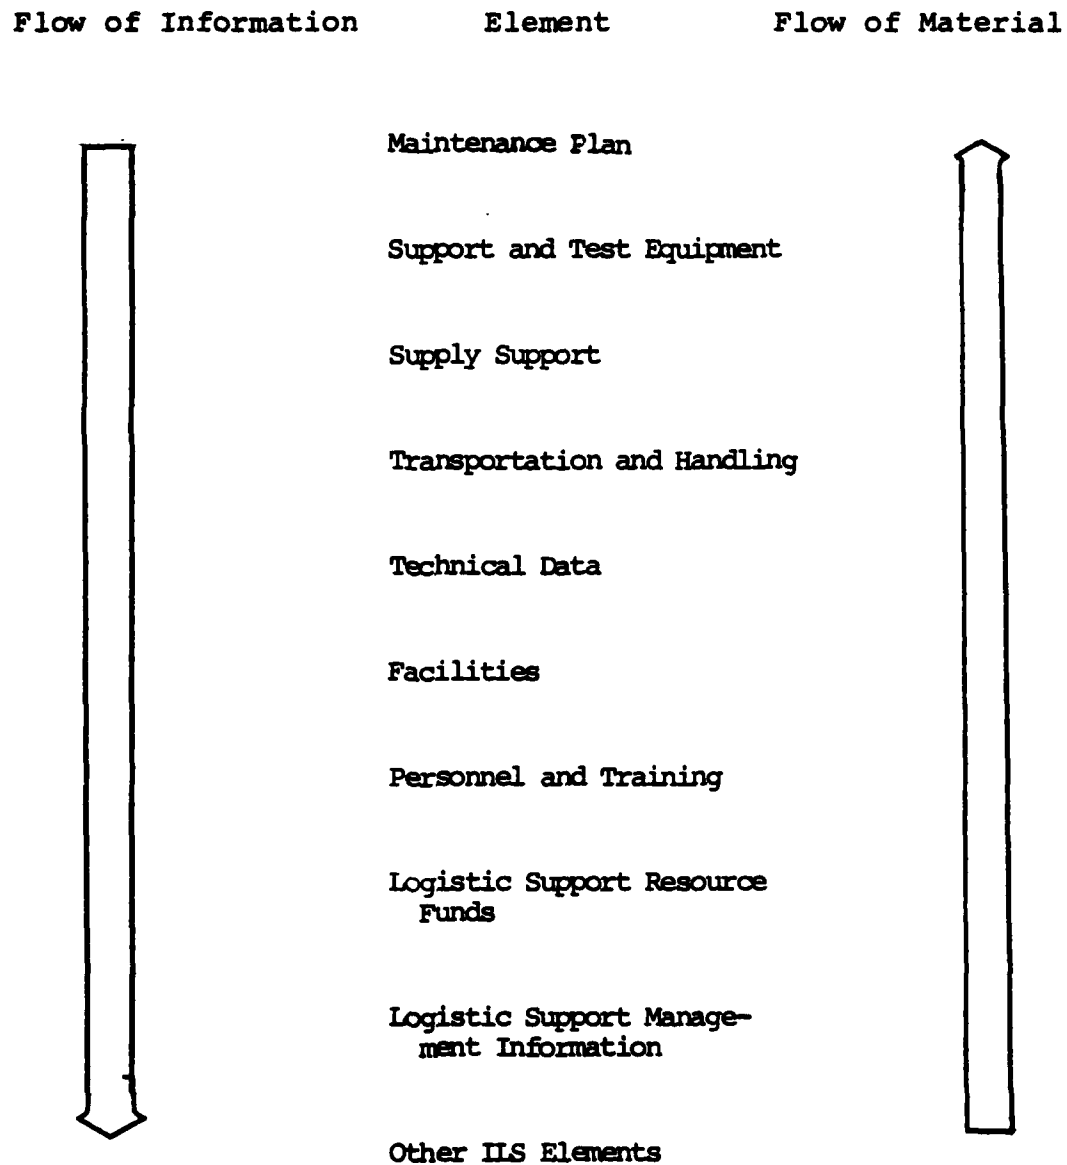 Flow of Information Element Flow of Material
Maintenance Plan
Support and Test Equipment
Supply Support
Transportation and Handling
Technical Data
Facilities
Personnel and Training
Logistic Support Resource
Funds
Logistic Support Manage-
ment Information
Other ILS Elements